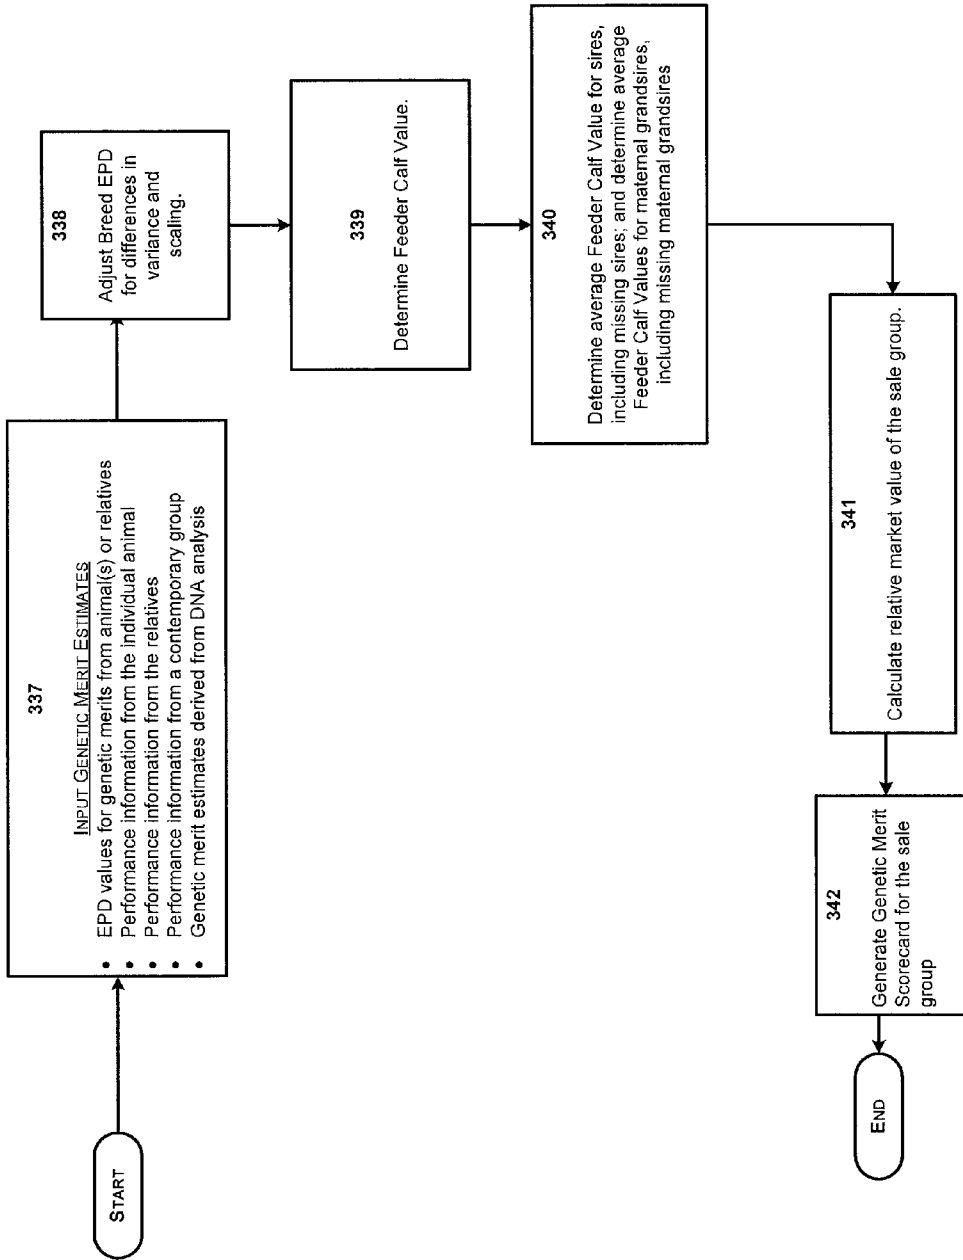 START
337
INPUT GENETIC MERIT ESTIMATES
• EPD values for genetic merits from animal(s) or relatives
• Performance information from the individual animal
• Performance information from the relatives
• Performance information from a contemporary group
• Genetic merit estimates derived from DNA analysis
338
Adjust Breed EPD
for differences in
variance and
scaling.
339
Determine Feeder Calf Value.
340
Determine average Feeder Calf Value for sires,
including missing sires; and determine average
Feeder Calf Values for maternal grandsires,
including missing maternal grandsires
341
Calculate relative market value of the sale group.
342
Generate Genetic Merit
Scorecard for the sale
group
END